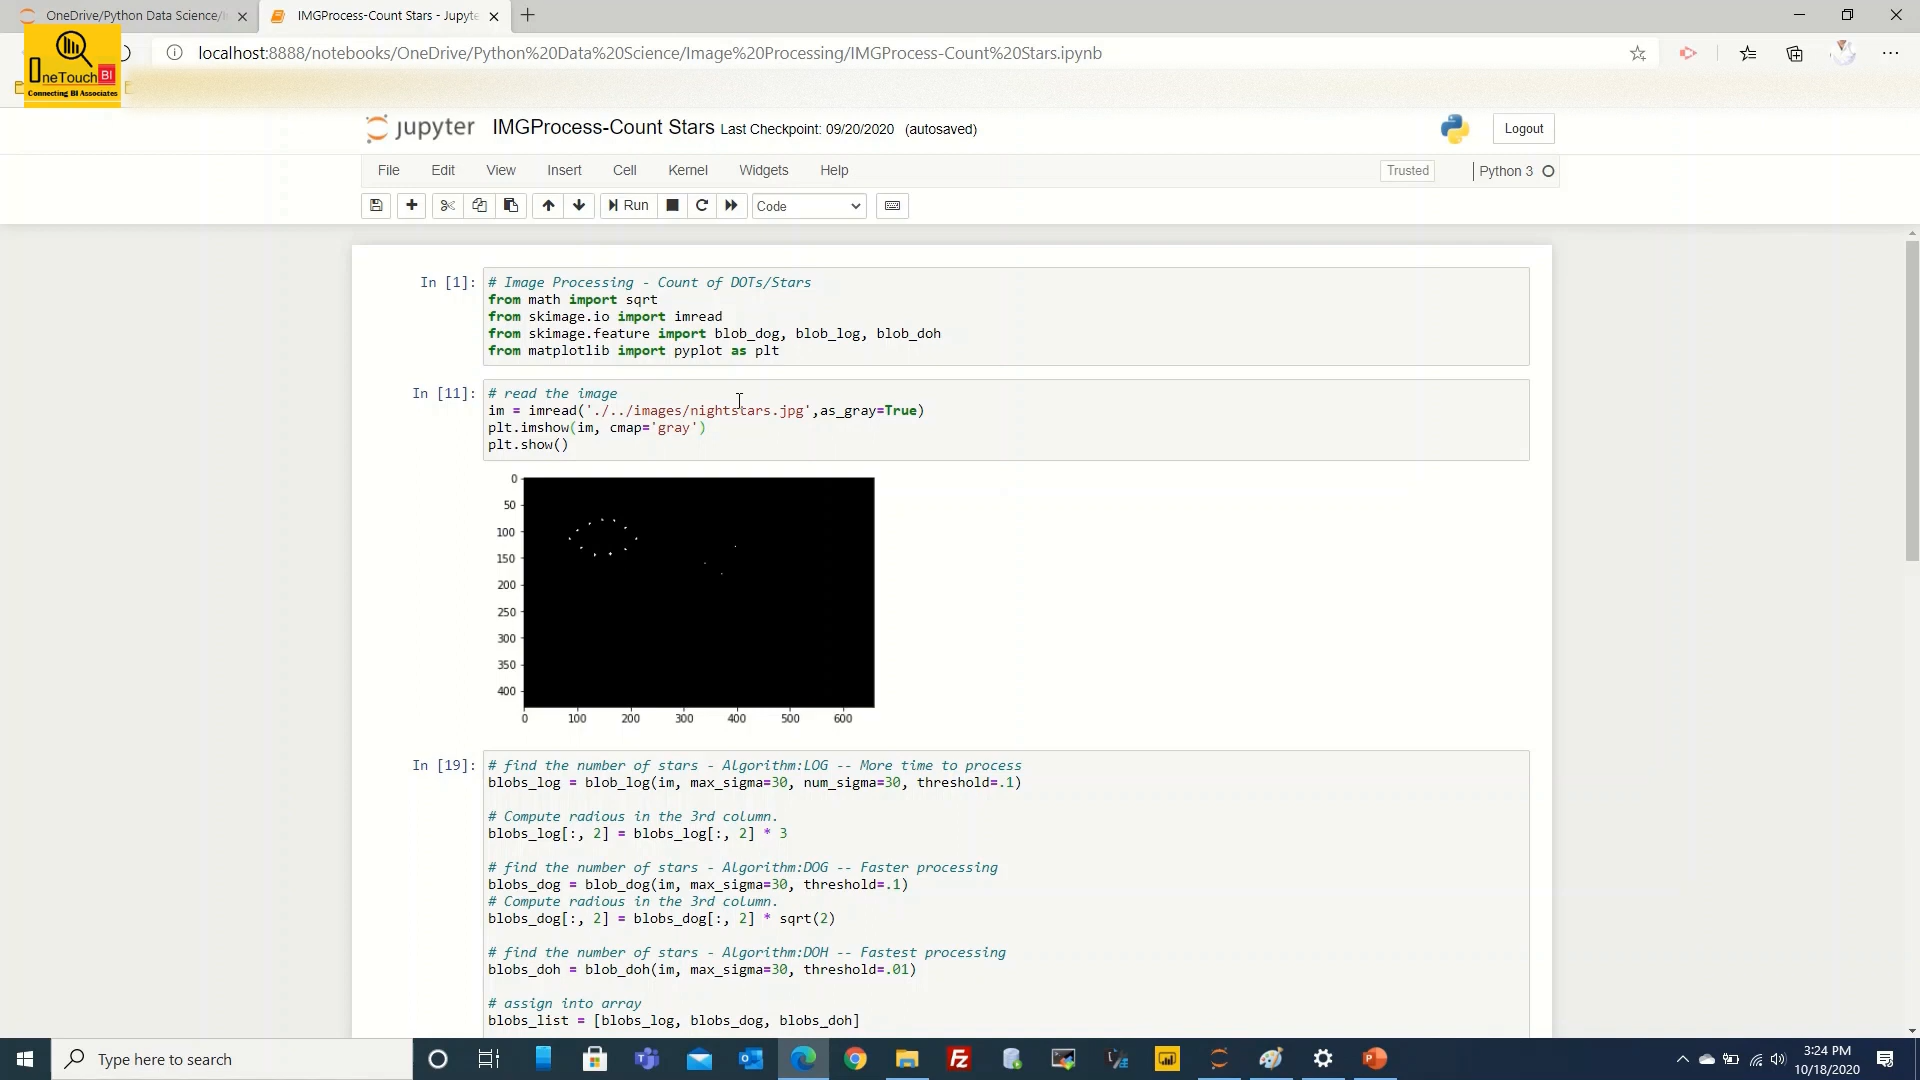 OneDrive/Python Data Science/I
IMGProcess-Count Stars - Jupyte
OneTouch BI
Connecting BI Associates
localhost:8888/notebooks/OneDrive/Python%20Data%20Science/Image%20Processing/IMGProcess-Count%20Stars.ipynb
jupyter IMGProcess-Count Stars Last Checkpoint: 09/20/2020 (autosaved)
Logout
File Edit View Insert Cell Kernel Widgets Help
Trusted Python 3
Run Code
In [1]:
# Image Processing - Count of DOTs/Stars
from math import sqrt
from skimage.io import imread
from skimage.feature import blob_dog, blob_log, blob_doh
from matplotlib import pyplot as plt
In [11]:
# read the image
im = imread('./../images/nightstars.jpg',as_gray=True)
plt.imshow(im, cmap='gray')
plt.show()
0
50
100
150
200
250
300
350
400
0 100 200 300 400 500 600
In [19]:
# find the number of stars - Algorithm:LOG -- More time to process
blobs_log = blob_log(im, max_sigma=30, num_sigma=30, threshold=.1)
# Compute radious in the 3rd column.
blobs_log[:, 2] = blobs_log[:, 2] * 3
# find the number of stars - Algorithm:DOG -- Faster processing
blobs_dog = blob_dog(im, max_sigma=30, threshold=.1)
# Compute radious in the 3rd column.
blobs_dog[:, 2] = blobs_dog[:, 2] * sqrt(2)
# find the number of stars - Algorithm:DOH -- Fastest processing
blobs_doh = blob_doh(im, max_sigma=30, threshold=.01)
# assign into array
blobs_list = [blobs_log, blobs_dog, blobs_doh]
Type here to search
3:24 PM
10/18/2020